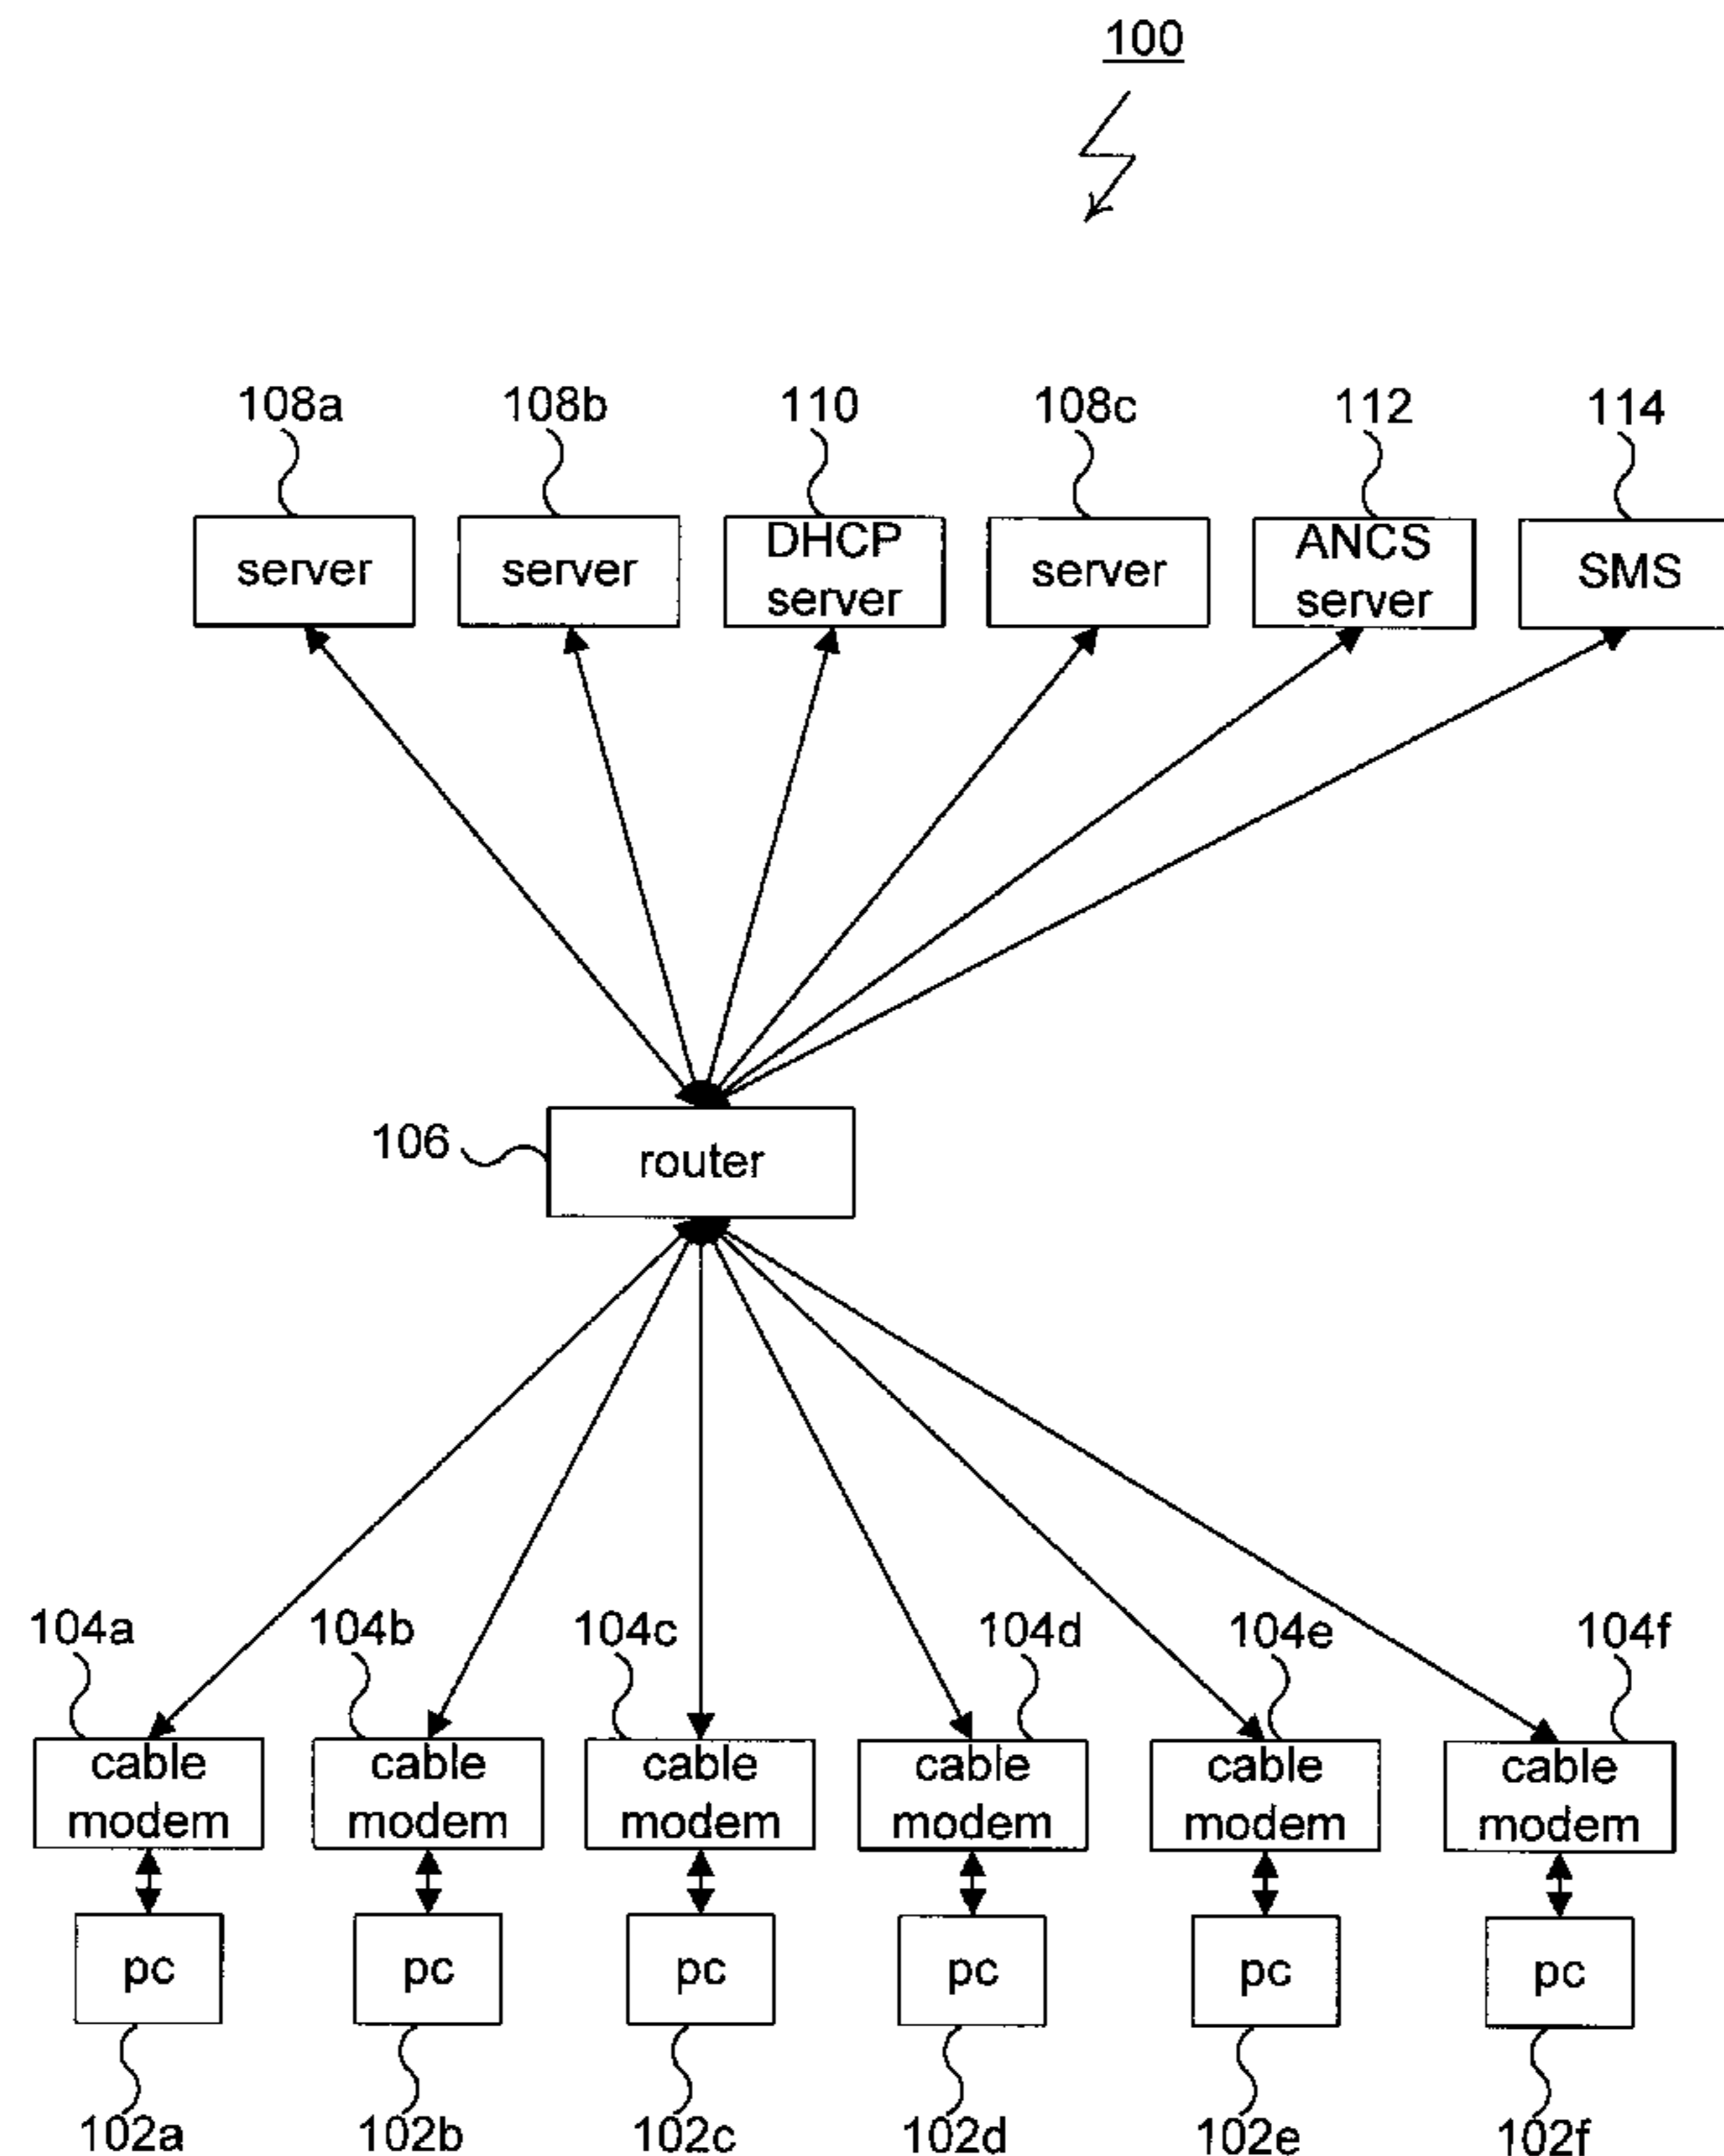 100
108a 108b 110 108c 112 114
server server DHCP server server ANCS server SMS
106 router
104a 104b 104c 104d 104e 104f
cable modem cable modem cable modem cable modem cable modem cable modem
pc pc pc pc pc pc
102a 102b 102c 102d 102e 102f